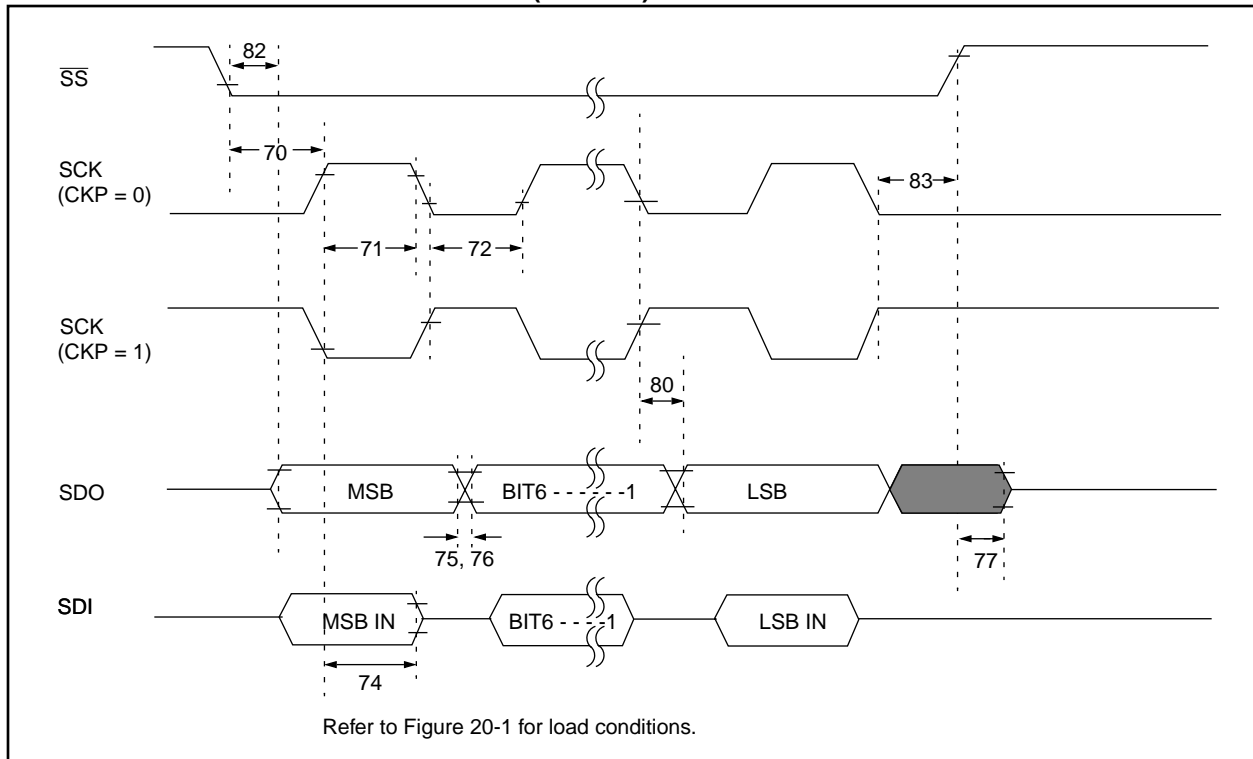 82
SS
70
SCK
(CKP = 0)
83
71
72
SCK
(CKP = 1)
80
SDO
MSB
BIT6 - - - - - -1
LSB
75, 76
77
SDI
MSB IN
BIT6 - - - -1
LSB IN
74
Refer to Figure 20-1 for load conditions.